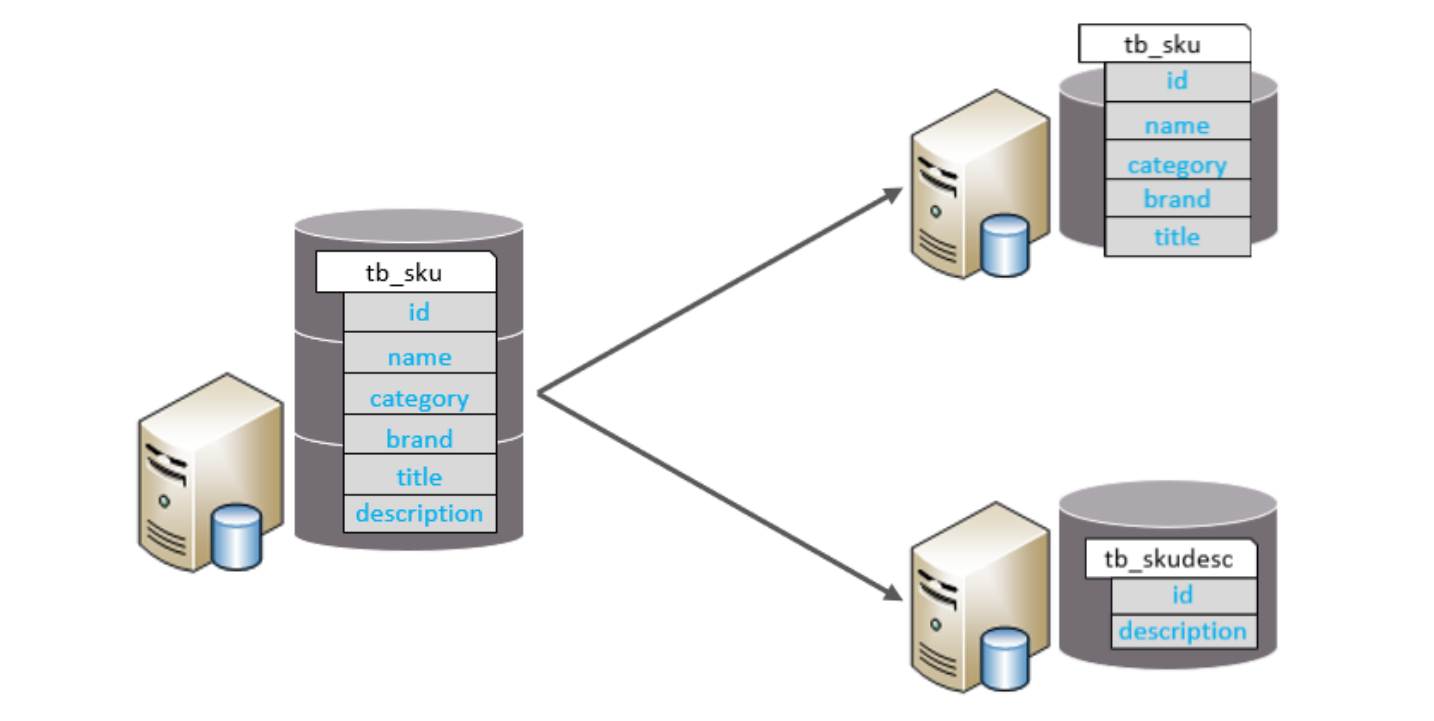 tb_sku
id
name
category
brand
title
description
tb_sku
id
name
category
brand
title
tb_skudesc
id
description